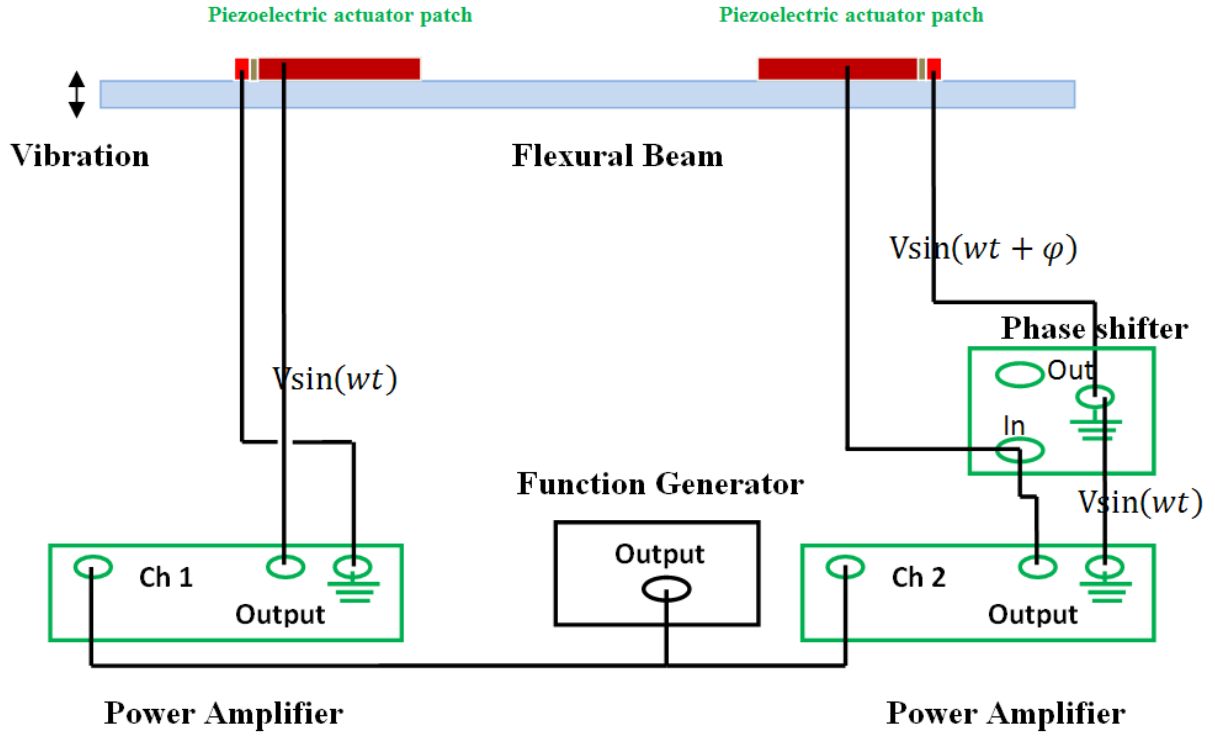 Piezoelectric actuator patch
Piezoelectric actuator patch
Vibration
Flexural Beam
Vsin(wt + φ)
Phase shifter
Out
Vsin(wt)
In
Function Generator
Vsin(wt)
Output
Ch 1
Ch 2
Output
Output
Power Amplifier
Power Amplifier